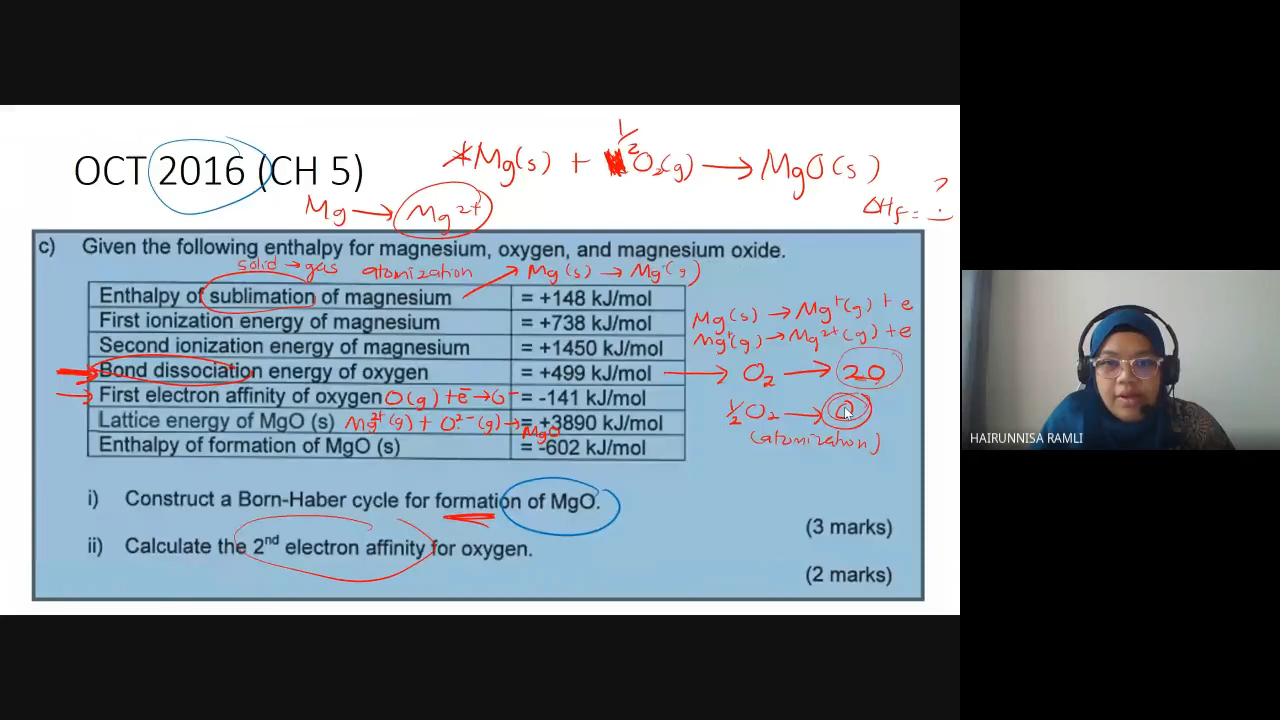 *Mg(s) + 1/2 O₂(g) → MgO(s)
OCT 2016 (CH 5)
Mg → Mg²⁺
ΔHf = ?
c) Given the following enthalpy for magnesium, oxygen, and magnesium oxide.
solid → gas atomization Mg(s) → Mg(g)
Enthalpy of sublimation of magnesium = +148 kJ/mol
Mg(s) → Mg⁺(g) + e
First ionization energy of magnesium = +738 kJ/mol
Mg⁺(g) → Mg²⁺(g) + e
Second ionization energy of magnesium = +1450 kJ/mol
Bond dissociation energy of oxygen = +499 kJ/mol → O₂ → 2O
First electron affinity of oxygen O(g) + e⁻ → O⁻ = -141 kJ/mol
1/2 O₂ → O
Lattice energy of MgO (s) Mg²⁺(g) + O²⁻(g) → MgO = +3890 kJ/mol
(atomization)
HAIRUNNISA RAMLI
Enthalpy of formation of MgO (s) = -602 kJ/mol
i) Construct a Born-Haber cycle for formation of MgO.
(3 marks)
ii) Calculate the 2nd electron affinity for oxygen.
(2 marks)